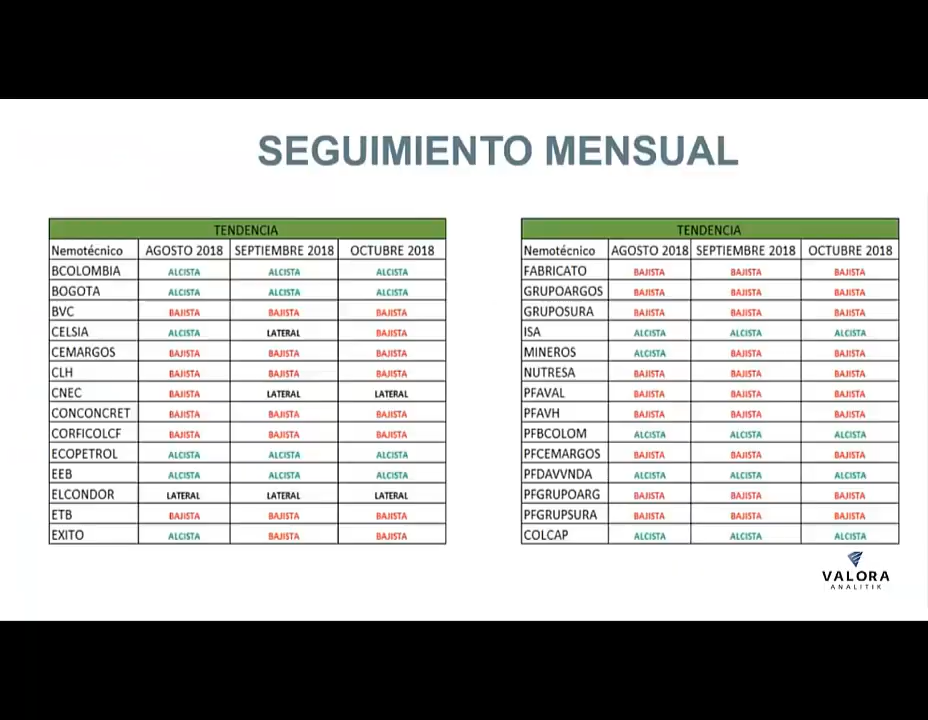 SEGUIMIENTO MENSUAL
TENDENCIA
Nemotécnico AGOSTO 2018 SEPTIEMBRE 2018 OCTUBRE 2018
BCOLOMBIA ALCISTA ALCISTA ALCISTA
BOGOTA ALCISTA ALCISTA ALCISTA
BVC BAJISTA BAJISTA BAJISTA
CELSIA ALCISTA LATERAL BAJISTA
CEMARGOS BAJISTA BAJISTA BAJISTA
CLH BAJISTA BAJISTA BAJISTA
CNEC BAJISTA LATERAL LATERAL
CONCONCRET BAJISTA BAJISTA BAJISTA
CORFICOLCF BAJISTA BAJISTA BAJISTA
ECOPETROL ALCISTA ALCISTA ALCISTA
EEB ALCISTA ALCISTA ALCISTA
ELCONDOR LATERAL LATERAL LATERAL
ETB BAJISTA BAJISTA BAJISTA
EXITO ALCISTA BAJISTA BAJISTA
TENDENCIA
Nemotécnico AGOSTO 2018 SEPTIEMBRE 2018 OCTUBRE 2018
FABRICATO BAJISTA BAJISTA BAJISTA
GRUPOARGOS BAJISTA BAJISTA BAJISTA
GRUPOSURA BAJISTA BAJISTA BAJISTA
ISA ALCISTA ALCISTA ALCISTA
MINEROS ALCISTA BAJISTA BAJISTA
NUTRESA BAJISTA BAJISTA BAJISTA
PFAVAL BAJISTA BAJISTA BAJISTA
PFAVH BAJISTA BAJISTA BAJISTA
PFBCOLOM ALCISTA ALCISTA ALCISTA
PFCEMARGOS BAJISTA BAJISTA BAJISTA
PFDAVVNDA ALCISTA ALCISTA ALCISTA
PFGRUPOARG BAJISTA BAJISTA BAJISTA
PFGRUPSURA BAJISTA BAJISTA BAJISTA
COLCAP ALCISTA ALCISTA ALCISTA
VALORA
ANALITIK